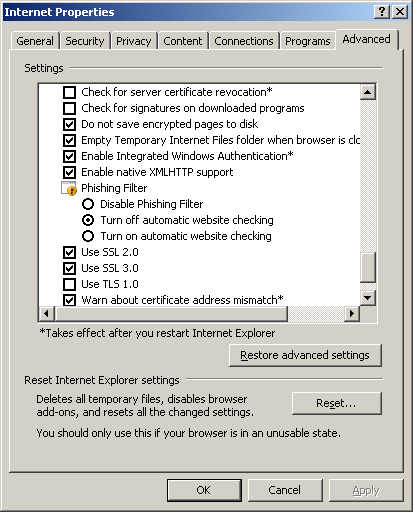 Internet Properties
General Security Privacy Content Connections Programs Advanced
Settings
Check for server certificate revocation*
Check for signatures on downloaded programs
Do not save encrypted pages to disk
Empty Temporary Internet Files folder when browser is clo
Enable Integrated Windows Authentication*
Enable native XMLHTTP support
Phishing Filter
Disable Phishing Filter
Turn off automatic website checking
Turn on automatic website checking
Use SSL 2.0
Use SSL 3.0
Use TLS 1.0
Warn about certificate address mismatch*
*Takes effect after you restart Internet Explorer
Restore advanced settings
Reset Internet Explorer settings
Deletes all temporary files, disables browser
add-ons, and resets all the changed settings.
Reset...
You should only use this if your browser is in an unusable state.
OK Cancel Apply